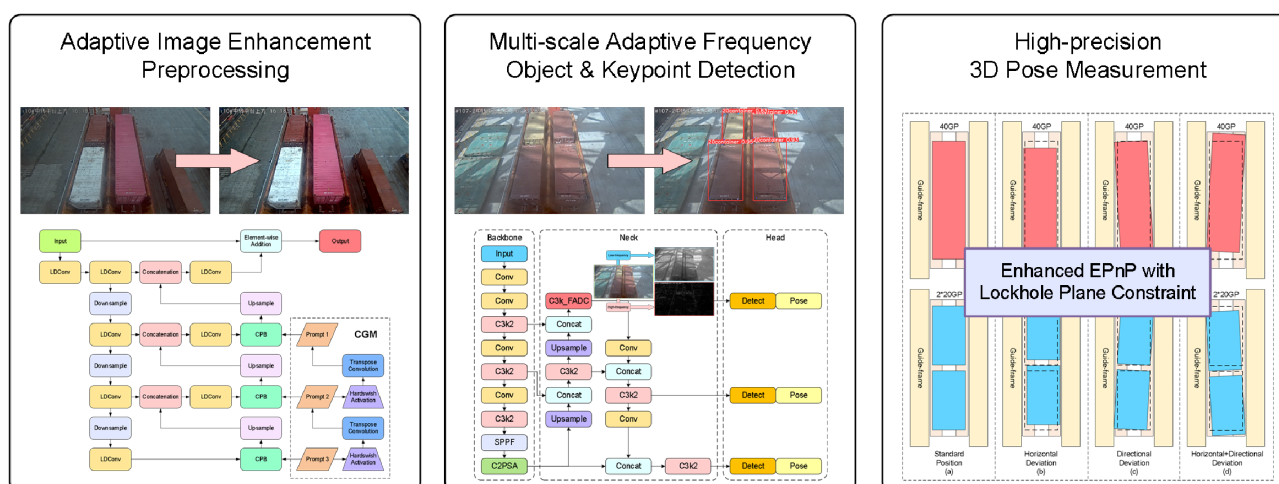 Adaptive Image Enhancement
Preprocessing
Input
Element-wise
Addition
Output
LDConv
LDConv
Concatenation
LDConv
Downsample
Upsample
LDConv
Concatenation
LDConv
CPB
Prompt 1
CGM
Downsample
Upsample
Transpose
Convolution
LDConv
Concatenation
LDConv
CPB
Prompt 2
Hardswish
Activation
Downsample
Upsample
Transpose
Convolution
LDConv
CPB
Prompt 3
Hardswish
Activation
Multi-scale Adaptive Frequency
Object & Keypoint Detection
Backbone
Neck
Head
Input
Conv
Conv
C3k2
Conv
C3k2
Conv
C3k2
SPPF
C2PSA
C3k_FADC
Concat
Upsample
C3k2
Concat
Upsample
Conv
Concat
C3k2
Conv
Concat
C3k2
Detect
Pose
Detect
Pose
Detect
Pose
High-precision
3D Pose Measurement
40GP
40GP
40GP
40GP
Guide-frame
Guide-frame
Guide-frame
Guide-frame
Enhanced EPnP with
Lockhole Plane Constraint
2*20GP
2*20GP
Guide-frame
Guide-frame
Guide-frame
Guide-frame
Standard
Position
(a)
Horizontal
Deviation
(b)
Directional
Deviation
(c)
Horizontal+Directional
Deviation
(d)